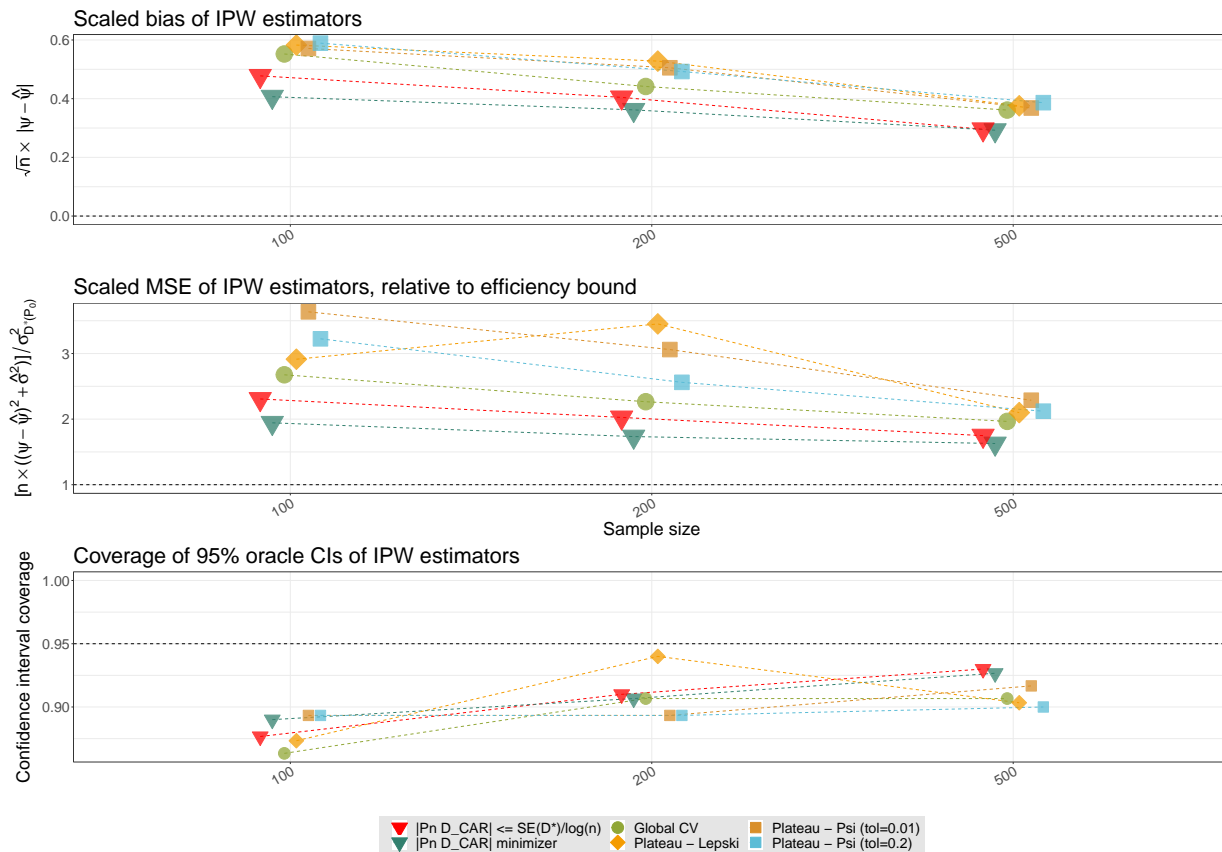 Scaled bias of IPW estimators
√n × |ψ − ψ̂|
0.6
0.4
0.2
0.0
100
200
500
Scaled MSE of IPW estimators, relative to efficiency bound
[n × ((ψ − ψ̂)² + σ̂²)] / σ²_D*(P₀)
3
2
1
100
200
500
Sample size
Coverage of 95% oracle CIs of IPW estimators
Confidence interval coverage
1.00
0.95
0.90
100
200
500
|Pn D_CAR| <= SE(D*)/log(n) Global CV Plateau − Psi (tol=0.01)
|Pn D_CAR| minimizer Plateau − Lepski Plateau − Psi (tol=0.2)